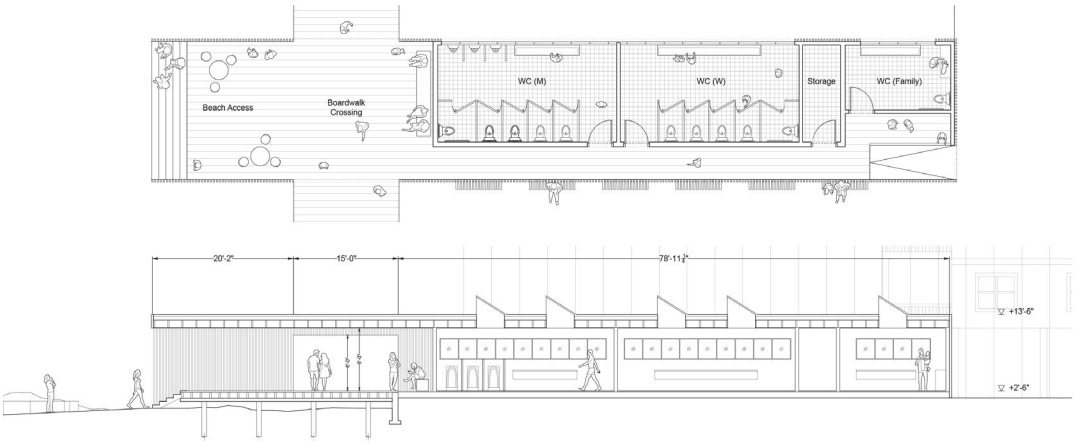 WC (M)
WC (W)
Storage
WC (Family)
Beach Access
Boardwalk
Crossing
20'-2"
15'-0"
78'-11½"
+13'-6"
+2'-6"